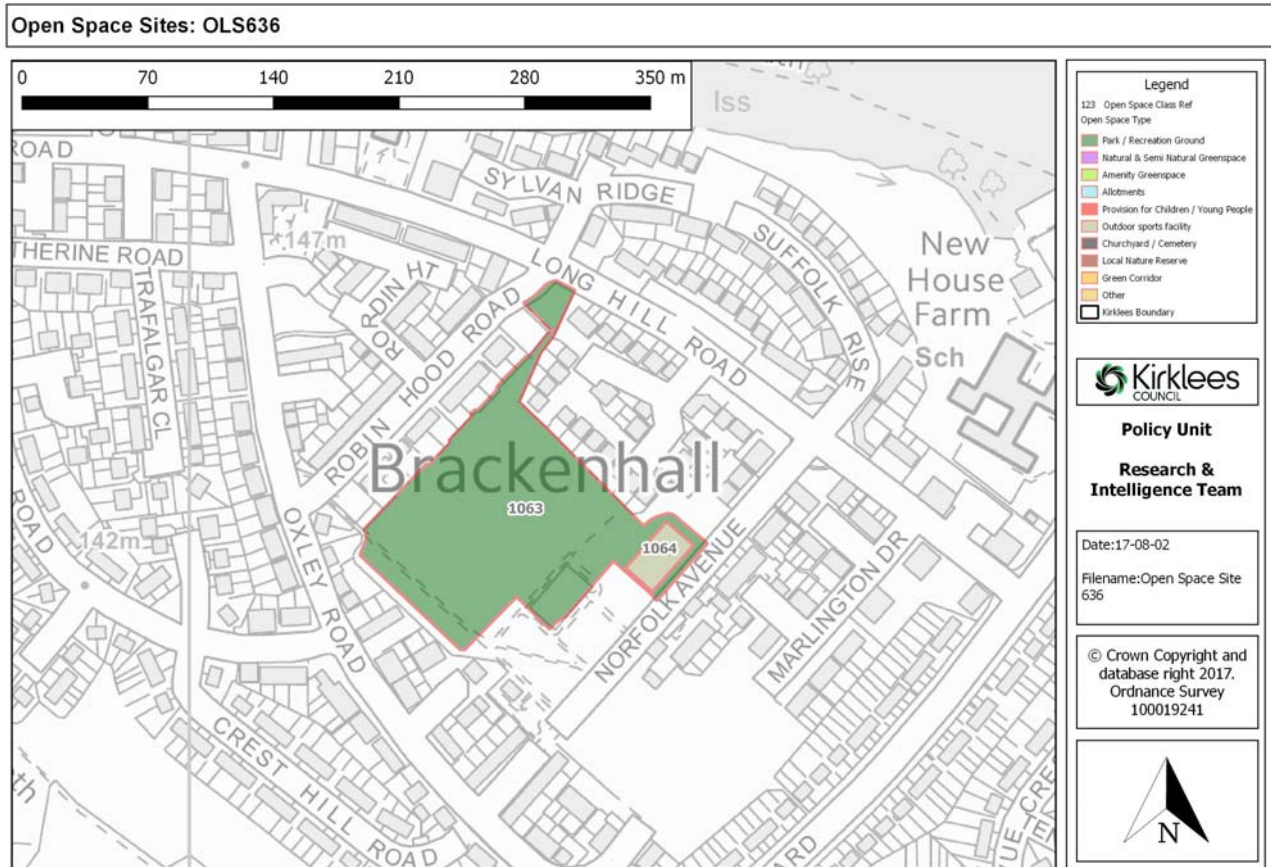 Open Space Sites: OLS636
0 70 140 210 280 350 m
Iss
ROAD
SYLVAN RIDGE
147m
THERINE ROAD
TRAFALGAR CL
RORDIN HT
ROBIN HOOD ROAD
LONG HILL ROAD
SUFFOLK RISE
New
House
Farm
Sch
Brackenhall
1063
1064
OXLEY ROAD
ROAD
142m
NORFOLK AVENUE
MARLINGTON DR
CREST HILL ROAD
Legend
123 Open Space Class Ref
Open Space Type
Park / Recreation Ground
Natural & Semi Natural Greenspace
Amenity Greenspace
Allotments
Provision for Children / Young People
Outdoor sports facility
Churchyard / Cemetery
Local Nature Reserve
Green Corridor
Other
Kirklees Boundary
Kirklees
COUNCIL
Policy Unit
Research &
Intelligence Team
Date:17-08-02
Filename:Open Space Site
636
© Crown Copyright and
database right 2017.
Ordnance Survey
100019241
N